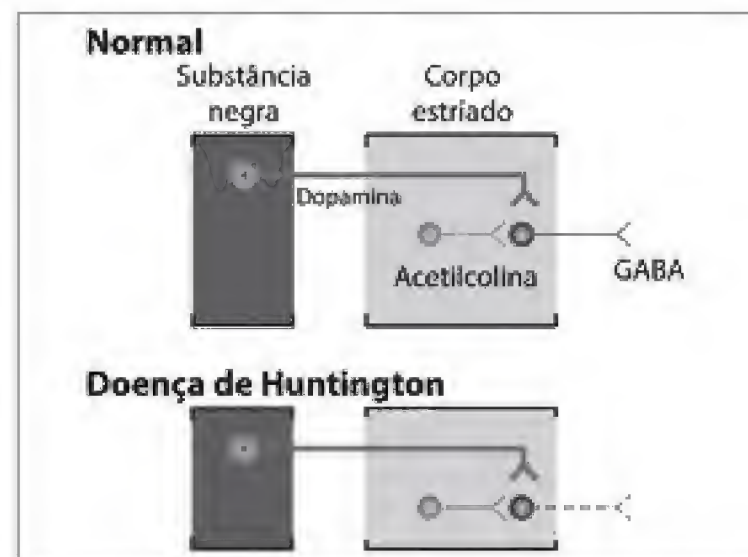 Normal
Substância
negra
Corpo
estriado
Dopamina
Acetilcolina
GABA
Doença de Huntington